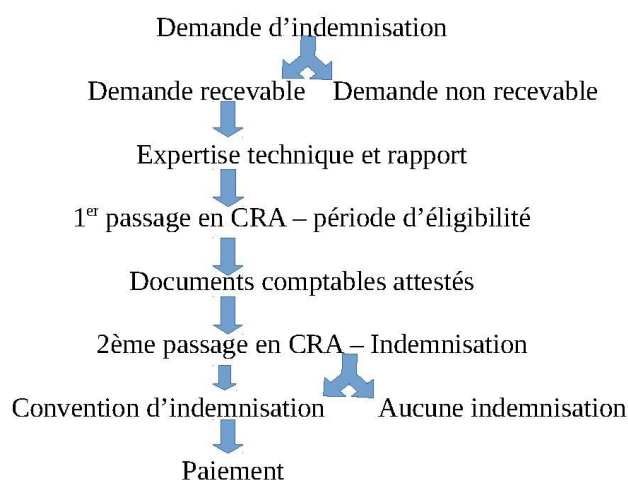 Demande d’indemnisation
Demande recevable Demande non recevable
Expertise technique et rapport
1er passage en CRA – période d’éligibilité
Documents comptables attestés
2ème passage en CRA – Indemnisation
Convention d’indemnisation Aucune indemnisation
Paiement